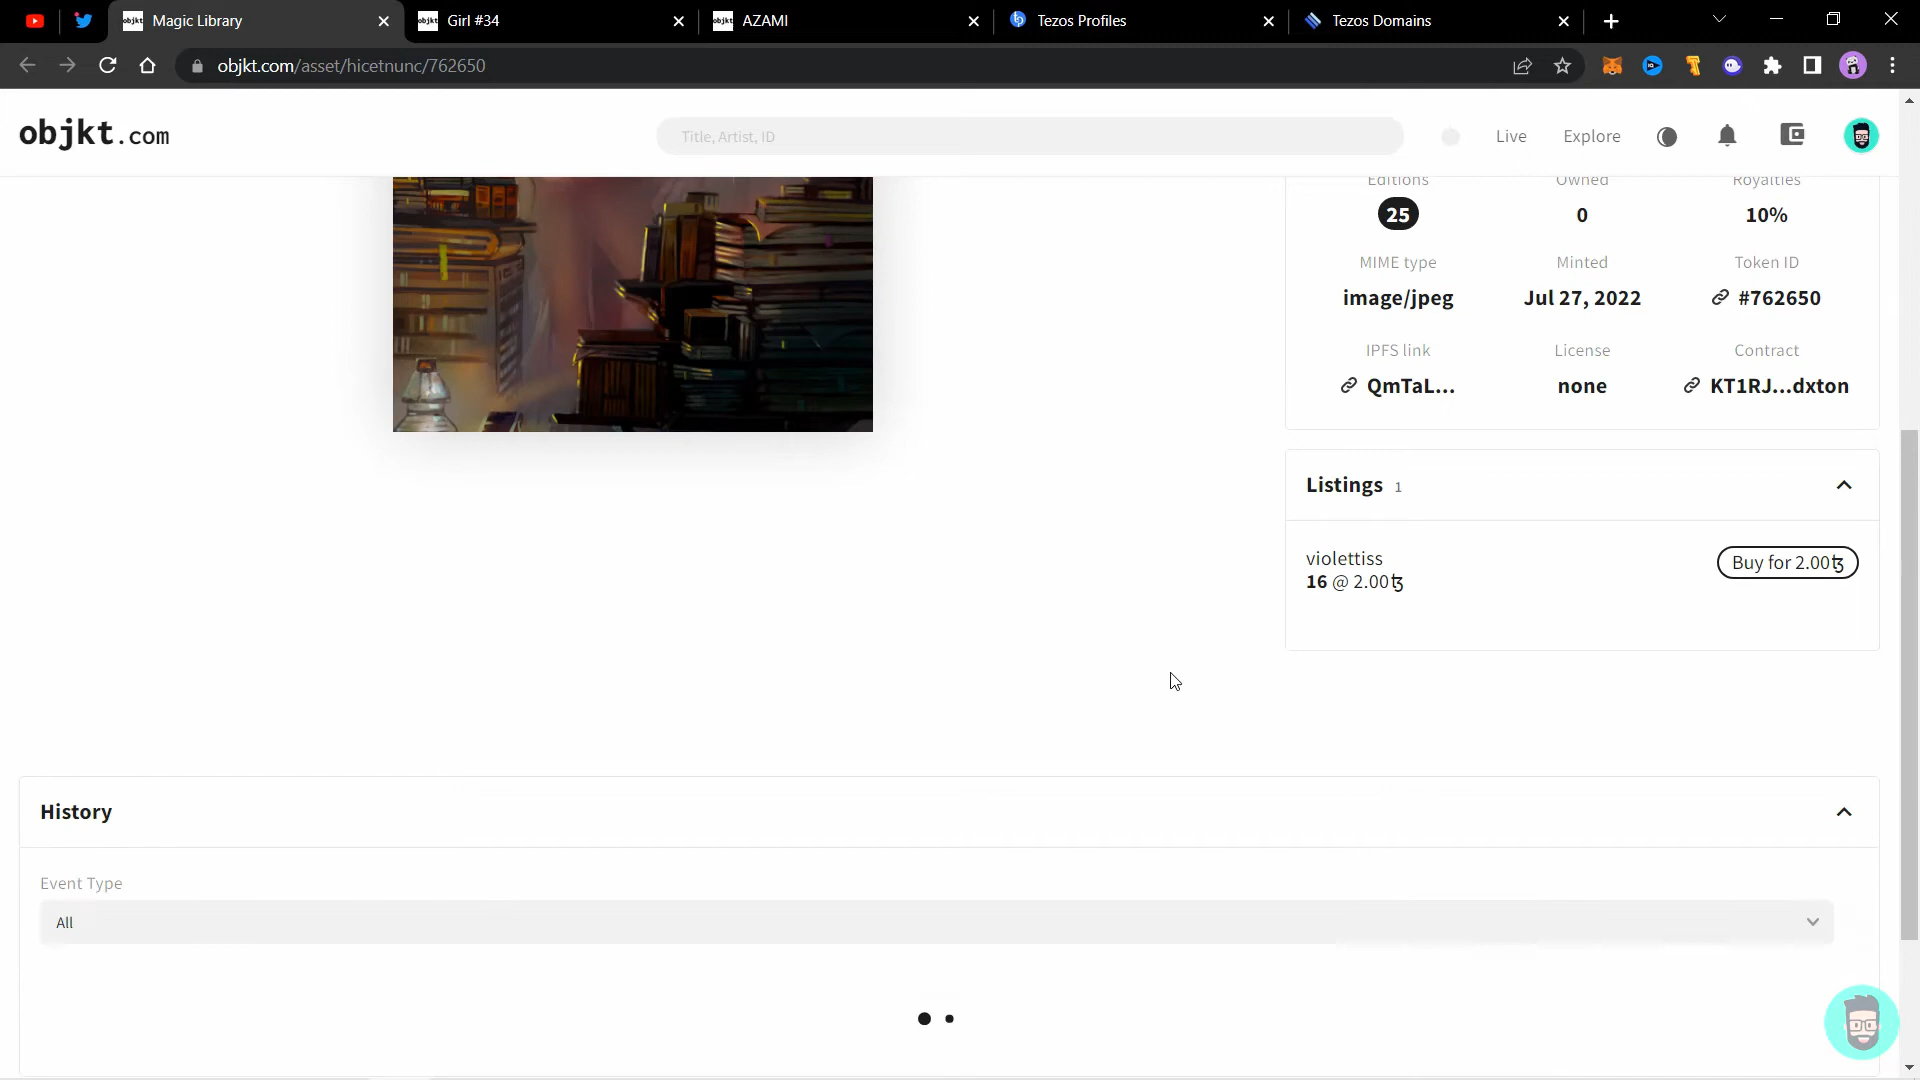 objkt Magic Library
objkt Girl #34
objkt AZAMI
Tezos Profiles
Tezos Domains
objkt.com/asset/hicetnunc/762650
objkt.com
Title, Artist, ID
Live
Explore
Editions
Owned
Royalties
25
0
10%
MIME type
Minted
Token ID
image/jpeg
Jul 27, 2022
#762650
IPFS link
License
Contract
QmTaL...
none
KT1RJ...dxton
Listings 1
violettiss
16 @ 2.00ꜩ
Buy for 2.00ꜩ
History
Event Type
All